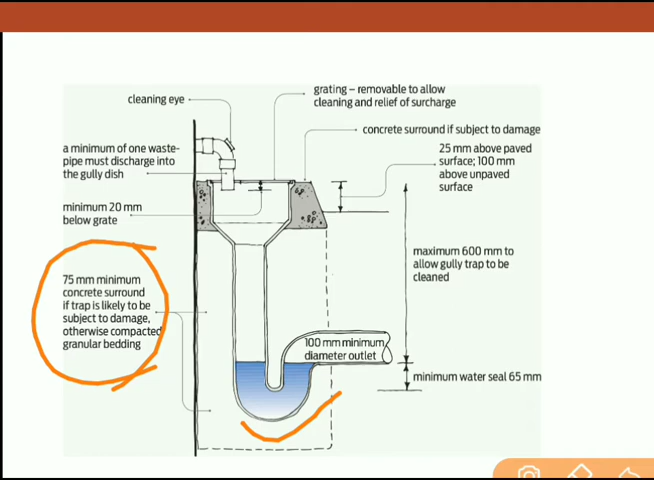 cleaning eye
grating – removable to allow
cleaning and relief of surcharge
concrete surround if subject to damage
a minimum of one waste-
pipe must discharge into
the gully dish
25 mm above paved
surface; 100 mm
above unpaved
surface
minimum 20 mm
below grate
maximum 600 mm to
allow gully trap to be
cleaned
75 mm minimum
concrete surround
if trap is likely to be
subject to damage,
otherwise compacted
granular bedding
100 mm minimum
diameter outlet
minimum water seal 65 mm